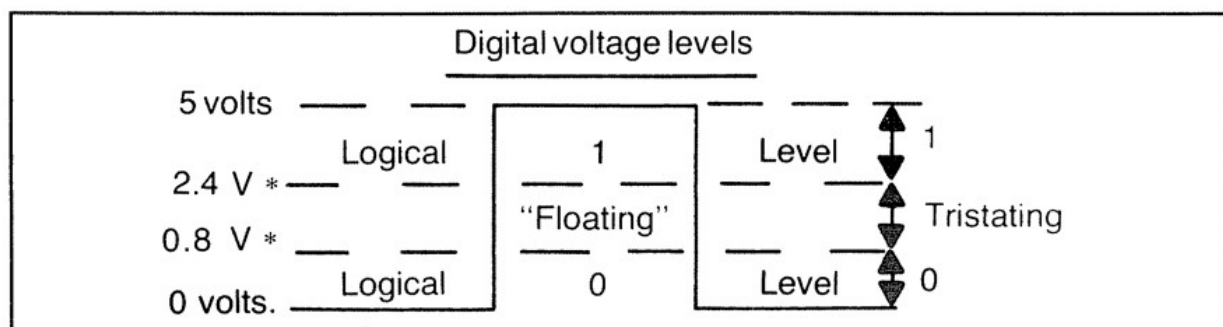 Digital voltage levels
5 volts
Logical 1 Level 1
2.4 V *
"Floating" Tristating
0.8 V *
Logical 0 Level 0
0 volts.